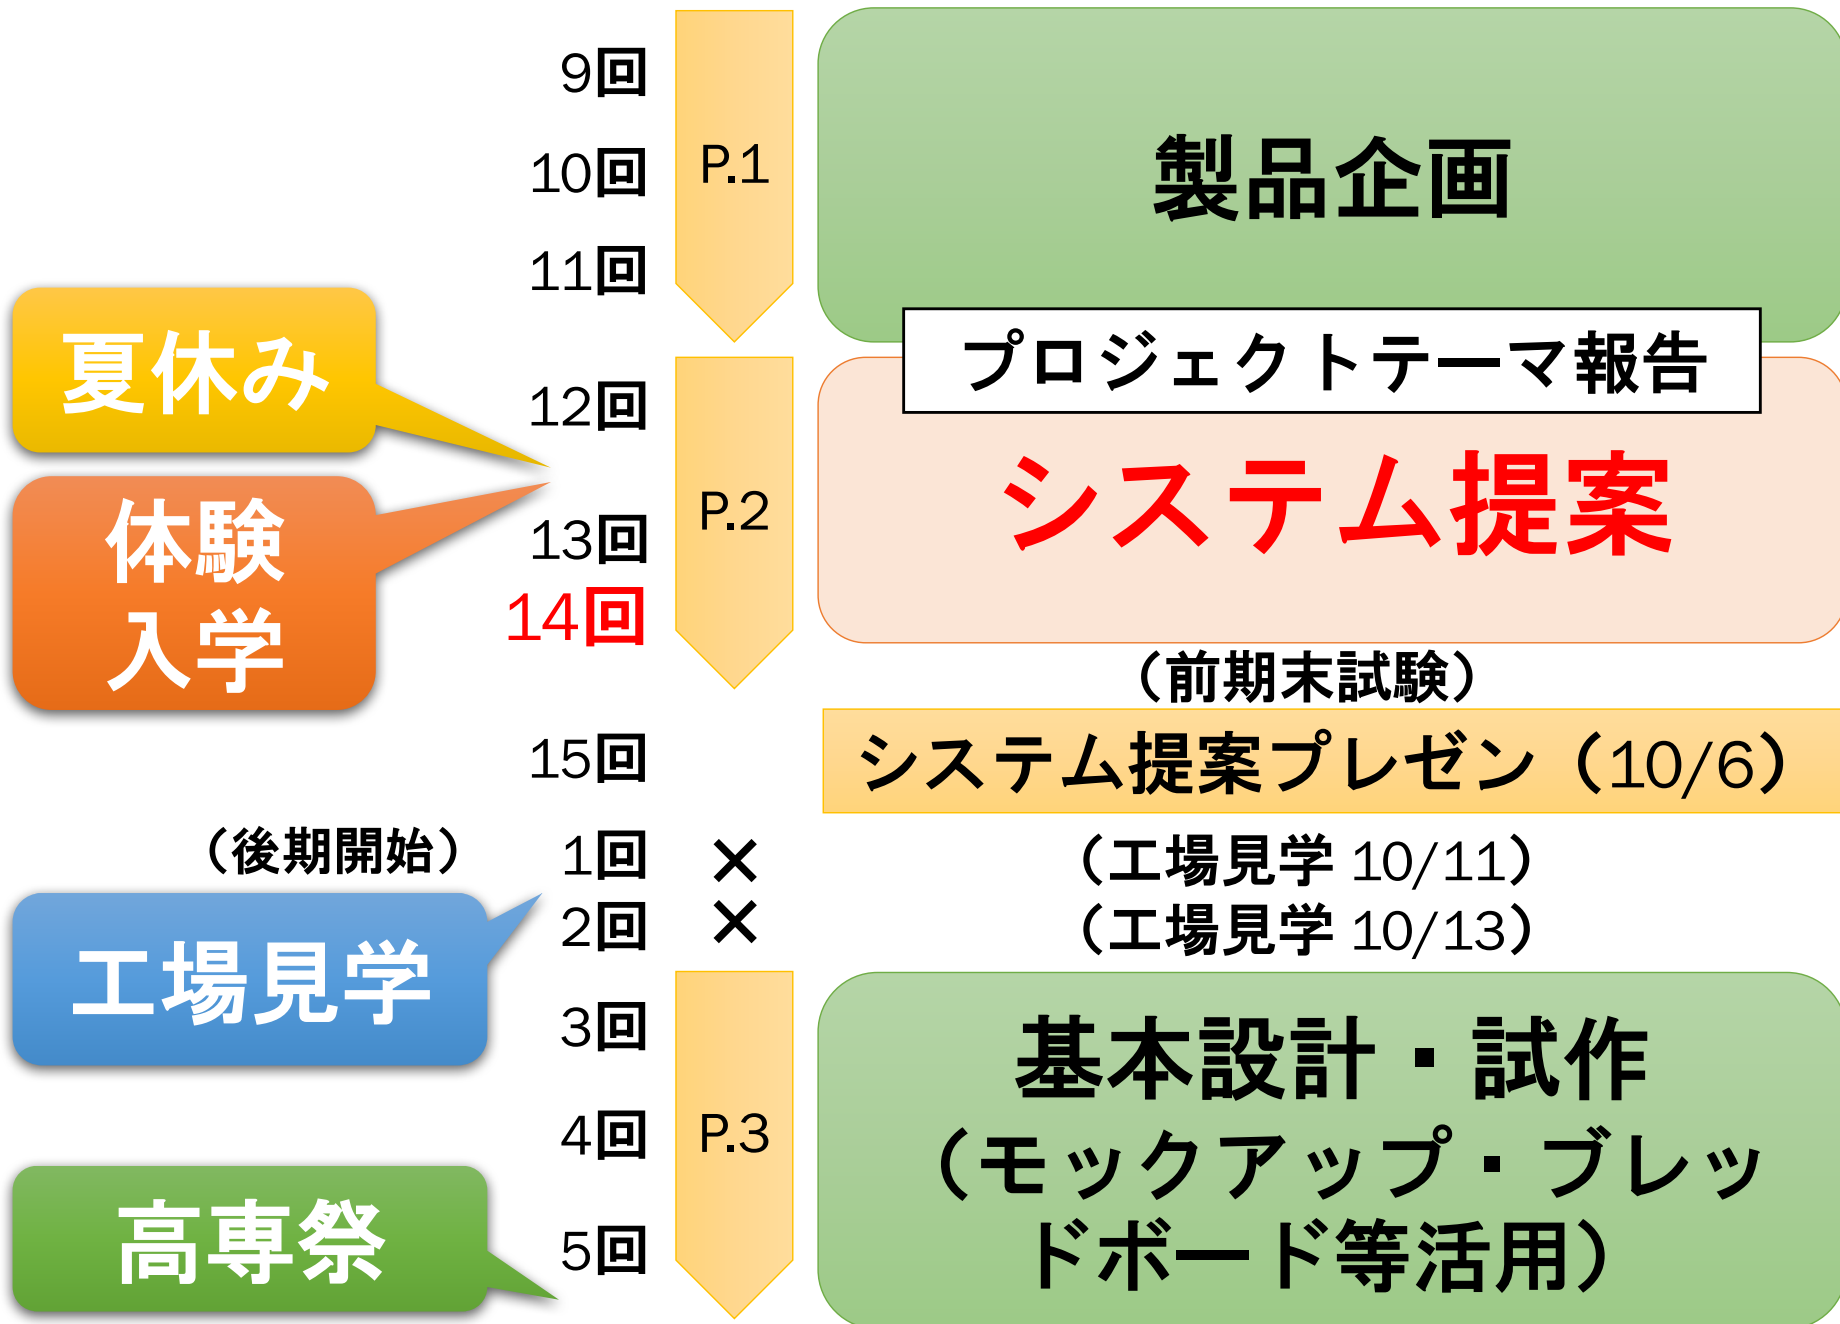 9回
10回
P.1
製品企画
11回
夏休み
プロジェクトテーマ報告
12回
体験
入学
P.2
システム提案
13回
14回
（前期末試験）
15回
システム提案プレゼン（10/6）
（後期開始）
1回
×
（工場見学 10/11）
2回
×
（工場見学 10/13）
工場見学
3回
基本設計・試作
4回
P.3
（モックアップ・ブレッ
ドボード等活用）
高専祭
5回